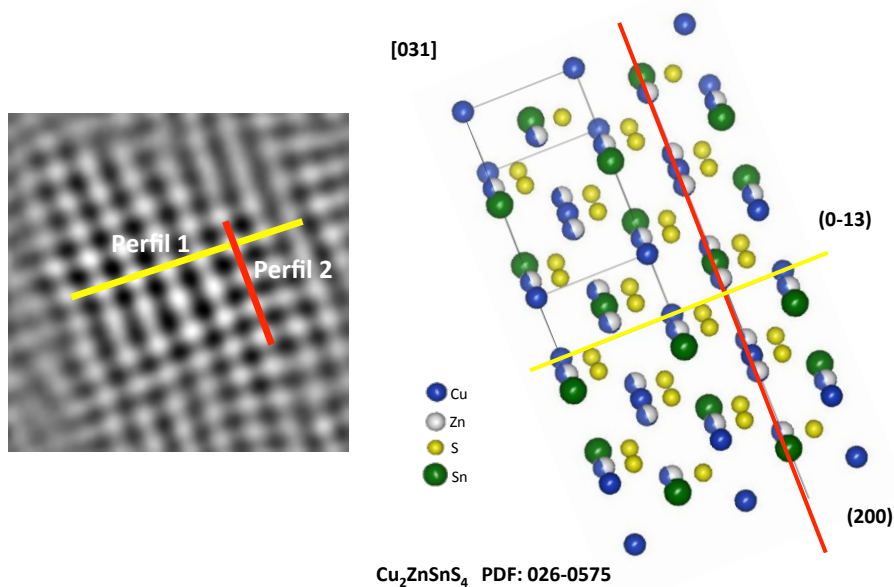 [031]
Perfil 1
Perfil 2
(0-13)
Cu
Zn
S
Sn
(200)
Cu₂ZnSnS₄ PDF: 026-0575